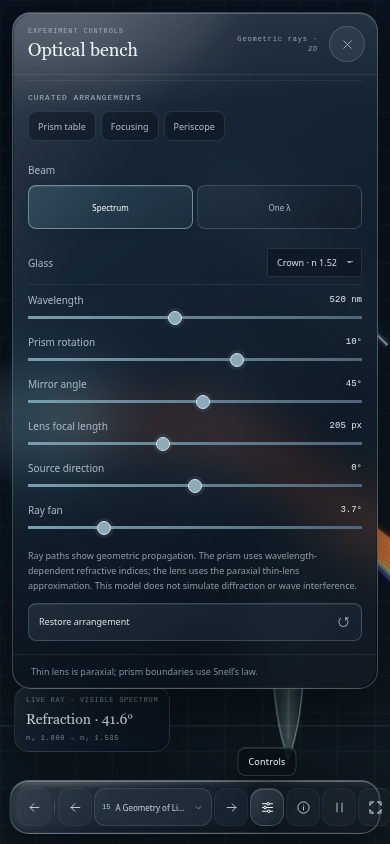 EXPERIMENT CONTROLS
Optical bench
Geometric rays ·
2D
CURATED ARRANGEMENTS
Prism table
Focusing
Periscope
Beam
Spectrum
One λ
Glass
Crown · n 1.52
Wavelength
520 nm
Prism rotation
10°
Mirror angle
45°
Lens focal length
205 px
Source direction
0°
Ray fan
3.7°
Ray paths show geometric propagation. The prism uses wavelength-
dependent refractive indices; the lens uses the paraxial thin-lens
approximation. This model does not simulate diffraction or wave interference.
Restore arrangement
Thin lens is paraxial; prism boundaries use Snell's law.
LIVE RAY · VISIBLE SPECTRUM
Refraction · 41.6°
n, 1.000 → n, 1.535
Controls
15 A Geometry of Li...